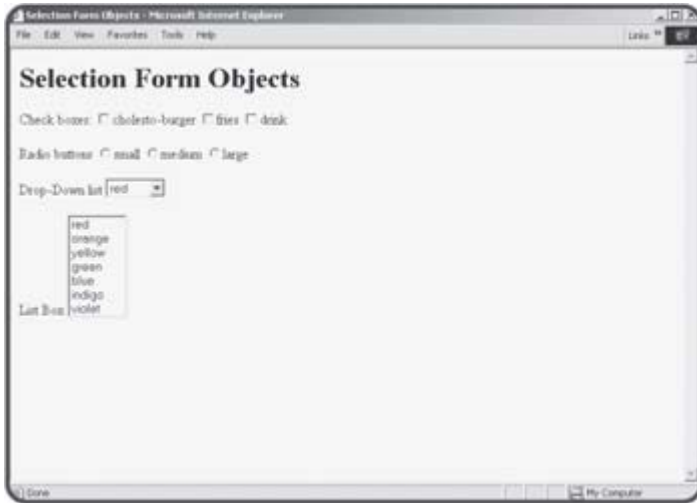 Selection Form Objects - Microsoft Internet Explorer
File Edit View Favorites Tools Help Links »
Selection Form Objects
Check boxes: cholesto-burger fries drink
Radio buttons small medium large
Drop-Down list red
red
orange
yellow
green
blue
indigo
List Box violet
Done My Computer